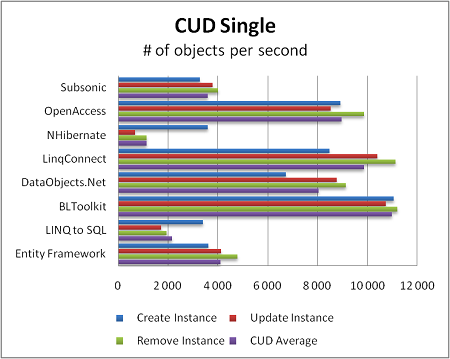 CUD Single
# of objects per second
Subsonic
OpenAccess
NHibernate
LinqConnect
DataObjects.Net
BLToolkit
LINQ to SQL
Entity Framework
0 2 000 4 000 6 000 8 000 10 000 12 000
Create Instance Update Instance
Remove Instance CUD Average